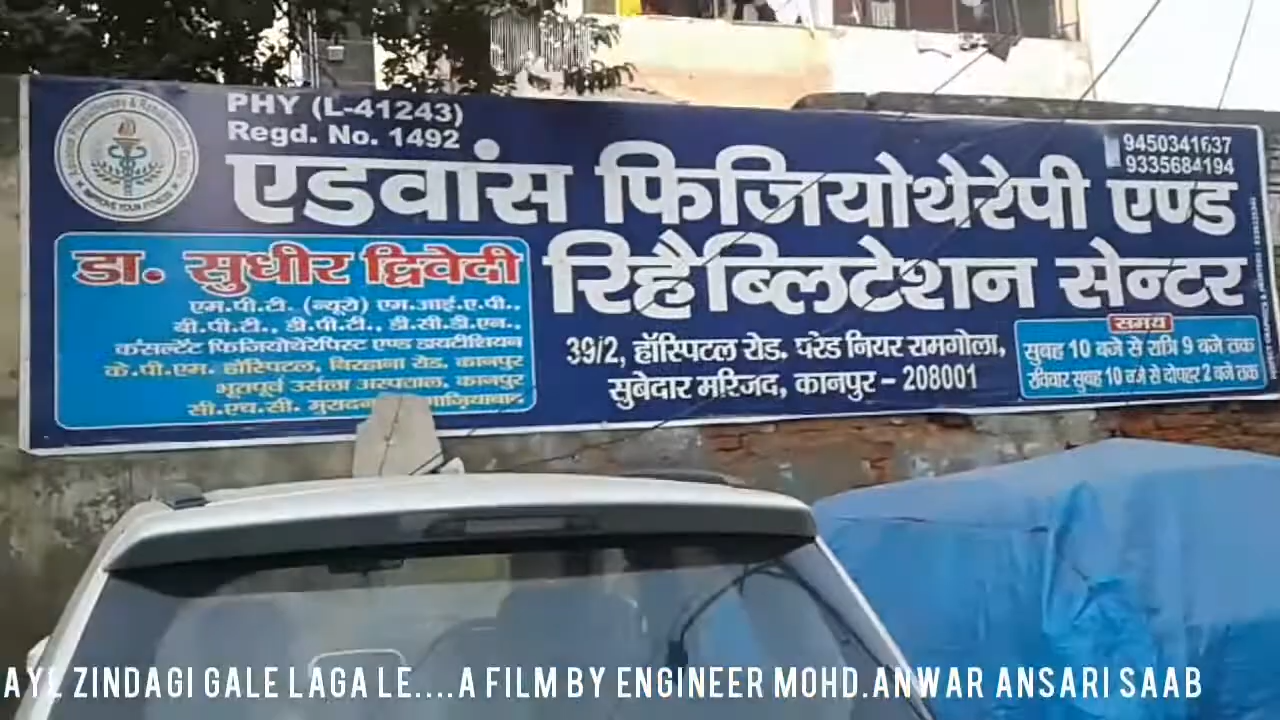 PHY (L-41243)
Regd. No. 1492
9450341637
9335684194
एडवांस फिजियोथेरेपी एण्ड
रिहैब्लिटेशन सेन्टर
डा. सुधीर द्विवेदी
एम.पी.टी. (न्यूरो) एम.आई.ए.पी.,
बी.पी.टी., डी.पी.टी., डी.सी.डी.एन.,
कंसल्टेंट फिजियोथेरेपिस्ट एण्ड डायटीशियन
के.पी.एम. हॉस्पिटल, बिरहाना रोड, कानपुर
भूतपूर्व उर्सला अस्पताल, कानपुर
सी.एच.सी. गाजियाबाद
39/2, हॉस्पिटल रोड. परेड नियर रामगोला,
सुबेदार मस्जिद, कानपुर – 208001
समय
सुबह 10 बजे से रात्रि 9 बजे तक
रविवार सुबह 10 बजे से दोपहर 2 बजे तक
IMPROVE YOUR FITNESS
AYE ZINDAGI GALE LAGA LE....A FILM BY ENGINEER MOHD.ANWAR ANSARI SAAB